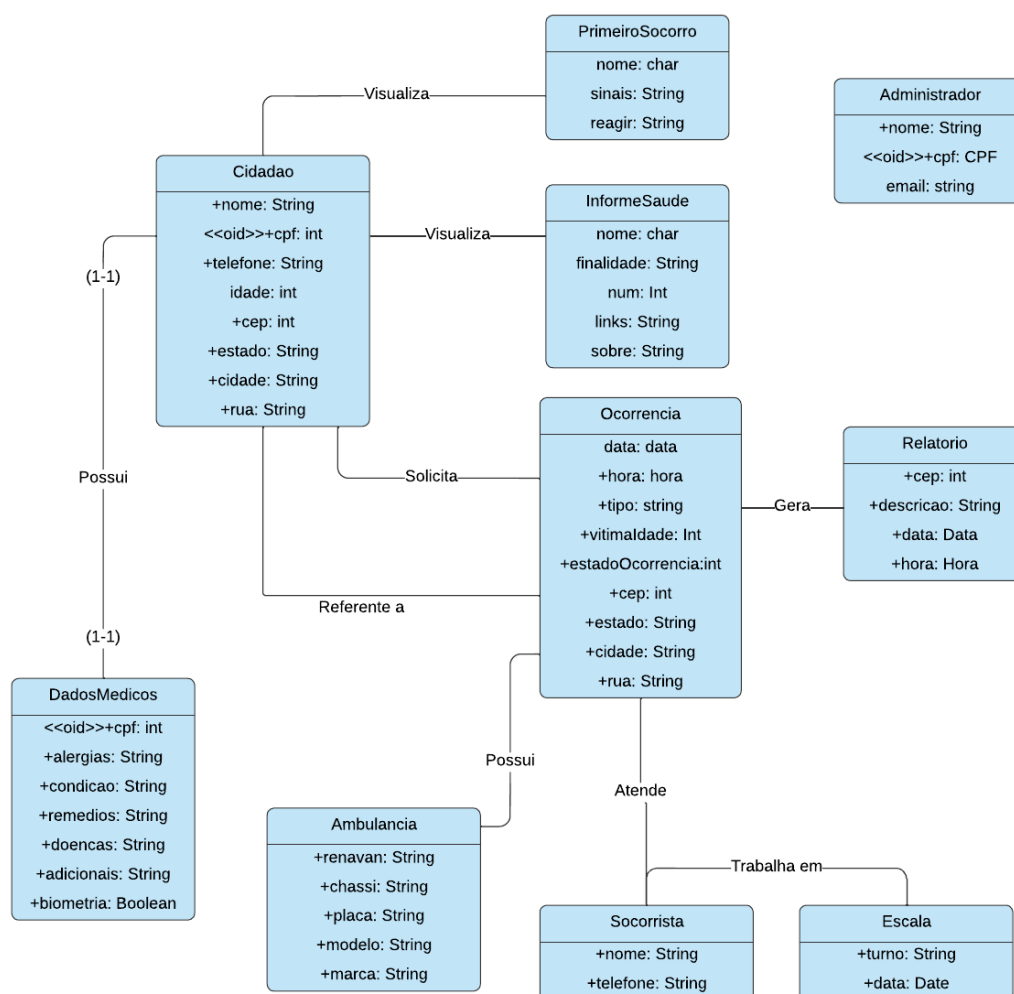 PrimeiroSocorro
nome: char
sinais: String
reagir: String
Visualiza
Administrador
+nome: String
<<oid>>+cpf: CPF
email: string
Cidadao
+nome: String
<<oid>>+cpf: int
+telefone: String
idade: int
+cep: int
+estado: String
+cidade: String
+rua: String
Visualiza
InformeSaude
nome: char
finalidade: String
num: Int
links: String
sobre: String
(1-1)
Possui
(1-1)
Solicita
Referente a
Ocorrencia
data: data
+hora: hora
+tipo: string
+vitimaIdade: Int
+estadoOcorrencia:int
+cep: int
+estado: String
+cidade: String
+rua: String
Gera
Relatorio
+cep: int
+descricao: String
+data: Data
+hora: Hora
DadosMedicos
<<oid>>+cpf: int
+alergias: String
+condicao: String
+remedios: String
+doencas: String
+adicionais: String
+biometria: Boolean
Possui
Atende
Ambulancia
+renavan: String
+chassi: String
+placa: String
+modelo: String
+marca: String
Trabalha em
Socorrista
+nome: String
+telefone: String
Escala
+turno: String
+data: Date